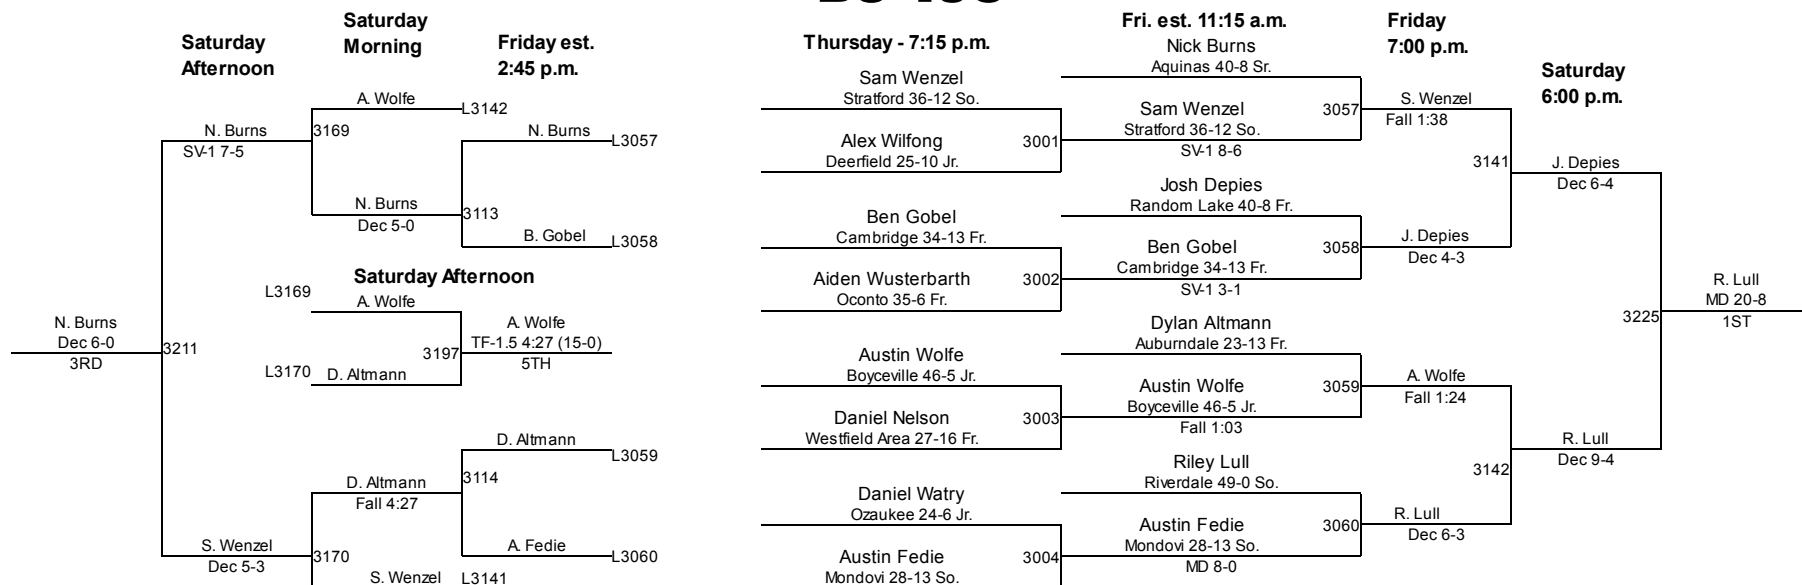 Saturday
Afternoon
Saturday
Morning
Friday est.
2:45 p.m.
A. Wolfe
L3142
N. Burns
SV-1 7-5
3169
N. Burns
L3057
N. Burns
Dec 5-0
3113
B. Gobel
L3058
Saturday Afternoon
L3169
A. Wolfe
N. Burns
Dec 6-0
3RD
3211
3197
A. Wolfe
TF-1.5 4:27 (15-0)
5TH
L3170
D. Altmann
D. Altmann
L3059
D. Altmann
Fall 4:27
3114
S. Wenzel
Dec 5-3
3170
A. Fedie
L3060
S. Wenzel
L3141
Thursday - 7:15 p.m.
Sam Wenzel
Stratford 36-12 So.
Alex Wilfong
Deerfield 25-10 Jr.
3001
Ben Gobel
Cambridge 34-13 Fr.
Aiden Wusterbarth
Oconto 35-6 Fr.
3002
Austin Wolfe
Boyceville 46-5 Jr.
Daniel Nelson
Westfield Area 27-16 Fr.
3003
Daniel Watry
Ozaukee 24-6 Jr.
Austin Fedie
Mondovi 28-13 So.
3004
Fri. est. 11:15 a.m.
Nick Burns
Aquinas 40-8 Sr.
Sam Wenzel
Stratford 36-12 So.
SV-1 8-6
3057
Josh Depies
Random Lake 40-8 Fr.
Ben Gobel
Cambridge 34-13 Fr.
SV-1 3-1
3058
Dylan Altmann
Auburndale 23-13 Fr.
Austin Wolfe
Boyceville 46-5 Jr.
Fall 1:03
3059
Riley Lull
Riverdale 49-0 So.
Austin Fedie
Mondovi 28-13 So.
MD 8-0
3060
Friday
7:00 p.m.
S. Wenzel
Fall 1:38
3141
J. Depies
Dec 4-3
A. Wolfe
Fall 1:24
3142
R. Lull
Dec 6-3
Saturday
6:00 p.m.
J. Depies
Dec 6-4
3225
R. Lull
Dec 9-4
R. Lull
MD 20-8
1ST